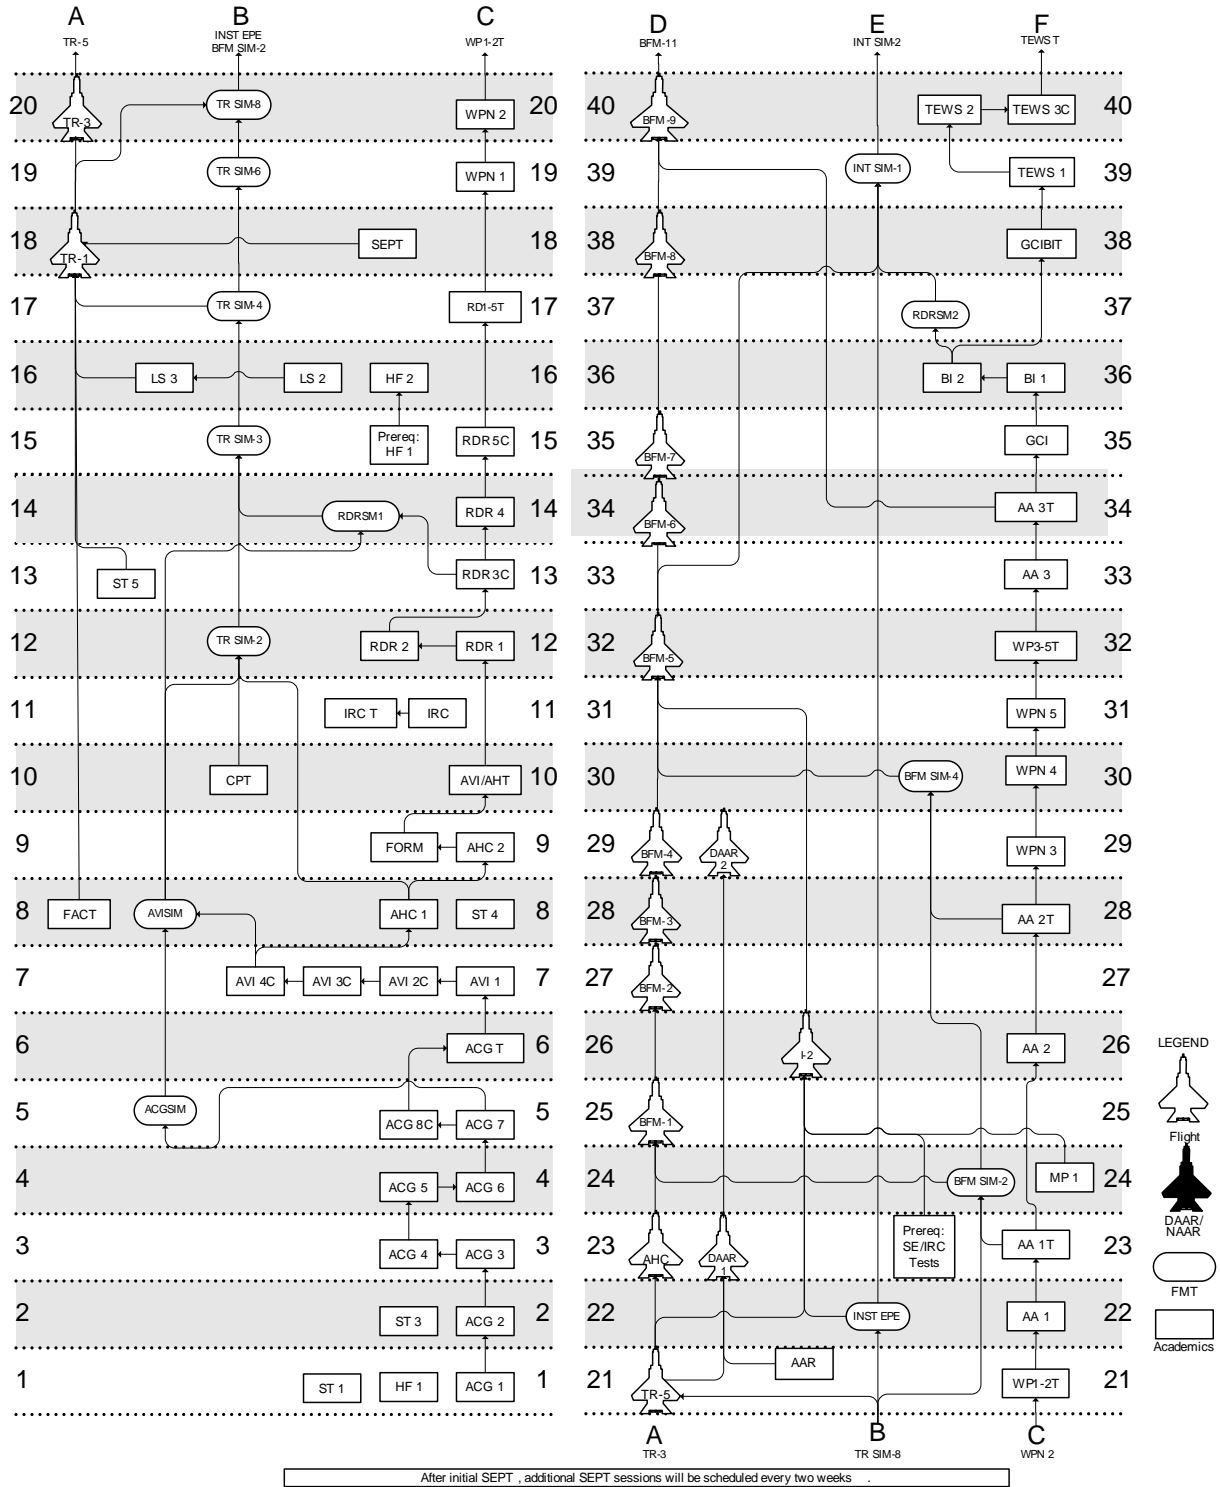 A
B
C
D
E
F
TR-5
INST EPE
BFM SIM-2
WP1-2T
BFM-11
INT SIM-2
TEWS T
20
TR-3
TR SIM-8
WPN 2
20
19
TR SIM-6
WPN 1
19
18
TR-1
SEPT
18
17
TR SIM-4
RD1-5T
17
16
LS 3
LS 2
HF 2
16
15
TR SIM-3
Prereq:
HF 1
RDR 5C
15
14
RDRSM1
RDR 4
14
13
ST 5
RDR 3C
13
12
TR SIM-2
RDR 2
RDR 1
12
11
IRC T
IRC
11
10
CPT
AVI/AHT
10
9
FORM
AHC 2
9
8
FACT
AVISIM
AHC 1
ST 4
8
7
AVI 4C
AVI 3C
AVI 2C
AVI 1
7
6
ACG T
6
5
ACGSIM
ACG 8C
ACG 7
5
4
ACG 5
ACG 6
4
3
ACG 4
ACG 3
3
2
ST 3
ACG 2
2
1
ST 1
HF 1
ACG 1
1
40
BFM-9
TEWS 2
TEWS 3C
40
39
INT SIM-1
TEWS 1
39
38
BFM-8
GCIBIT
38
37
RDRSM2
37
36
BI 2
BI 1
36
35
BFM-7
GCI
35
34
BFM-6
AA 3T
34
33
AA 3
33
32
BFM-5
WP3-5T
32
31
WPN 5
31
30
BFM SIM-4
WPN 4
30
29
BFM-4
DAAR
2
WPN 3
29
28
BFM-3
AA 2T
28
27
BFM-2
27
26
I-2
AA 2
26
25
BFM-1
25
24
BFM SIM-2
MP 1
24
23
AHC
DAAR
1
Prereq:
SE/IRC
Tests
AA 1T
23
22
INST EPE
AA 1
22
21
TR-5
AAR
WP1-2T
21
A
B
C
TR-3
TR SIM-8
WPN 2
LEGEND
Flight
DAAR/
NAAR
FMT
Academics
After initial SEPT , additional SEPT sessions will be scheduled every two weeks .